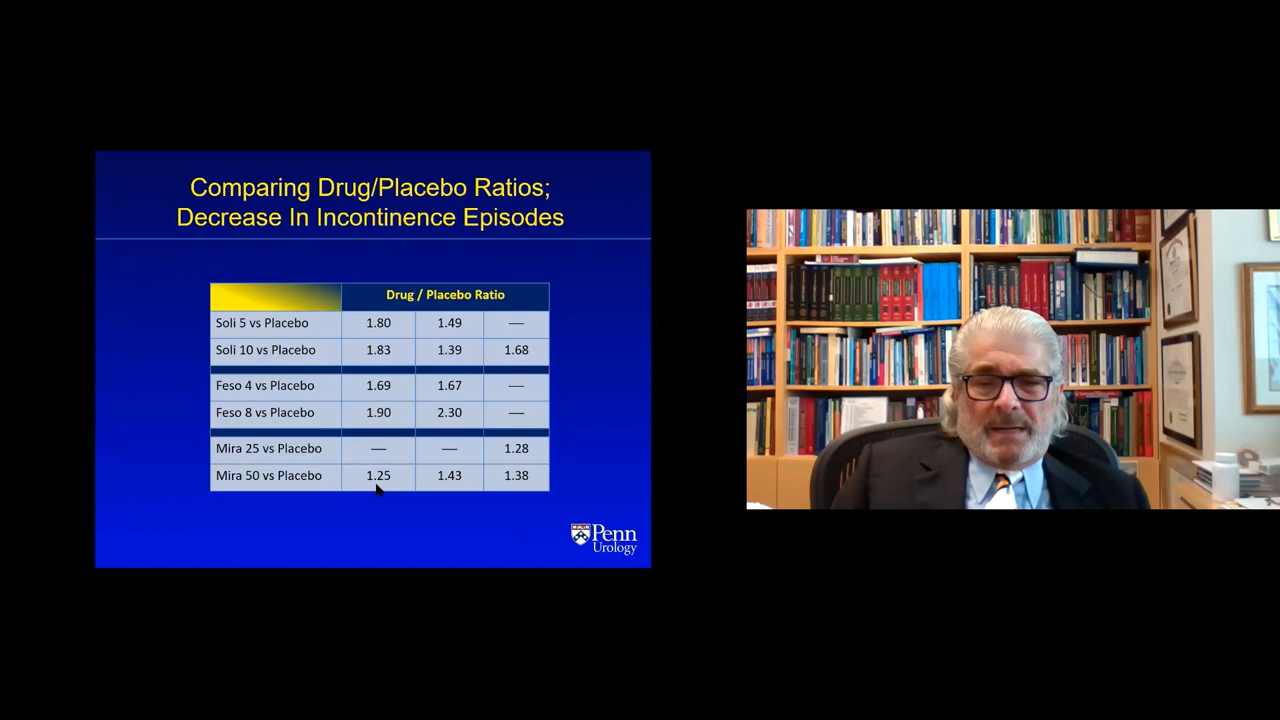 Comparing Drug/Placebo Ratios;
Decrease In Incontinence Episodes
Drug / Placebo Ratio
Soli 5 vs Placebo 1.80 1.49 —
Soli 10 vs Placebo 1.83 1.39 1.68
Feso 4 vs Placebo 1.69 1.67 —
Feso 8 vs Placebo 1.90 2.30 —
Mira 25 vs Placebo — — 1.28
Mira 50 vs Placebo 1.25 1.43 1.38
Penn
Urology